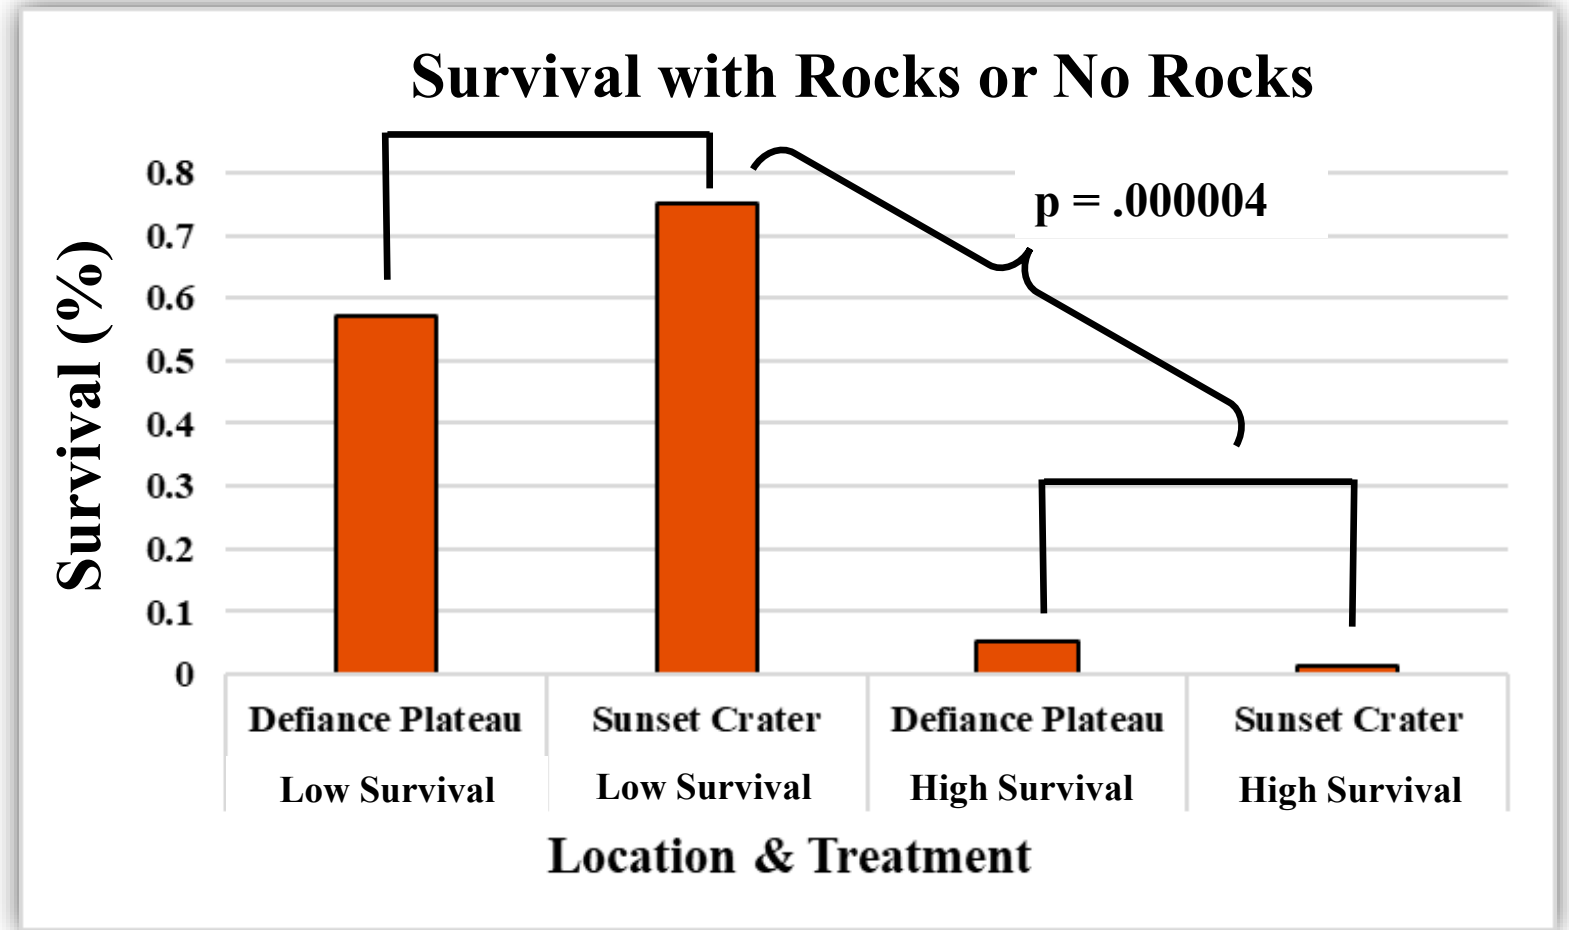 Survival with Rocks or No Rocks
p = .000004
Survival (%)
0.8
0.7
0.6
0.5
0.4
0.3
0.2
0.1
0
Defiance Plateau Sunset Crater Defiance Plateau Sunset Crater
Low Survival Low Survival High Survival High Survival
Location & Treatment